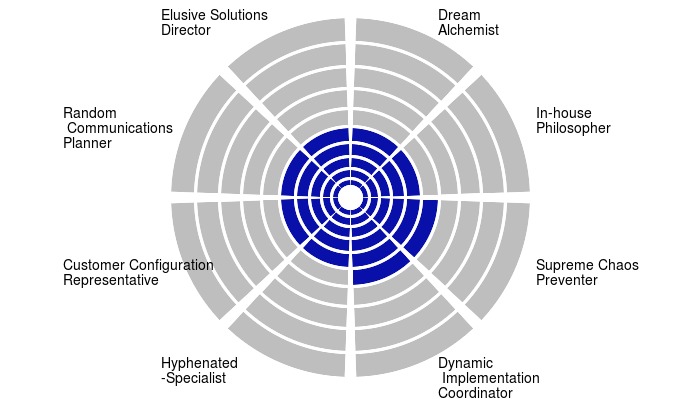 Elusive Solutions
Director
Dream
Alchemist
Random
Communications
Planner
In-house
Philosopher
Customer Configuration
Representative
Supreme Chaos
Preventer
Hyphenated
-Specialist
Dynamic
Implementation
Coordinator